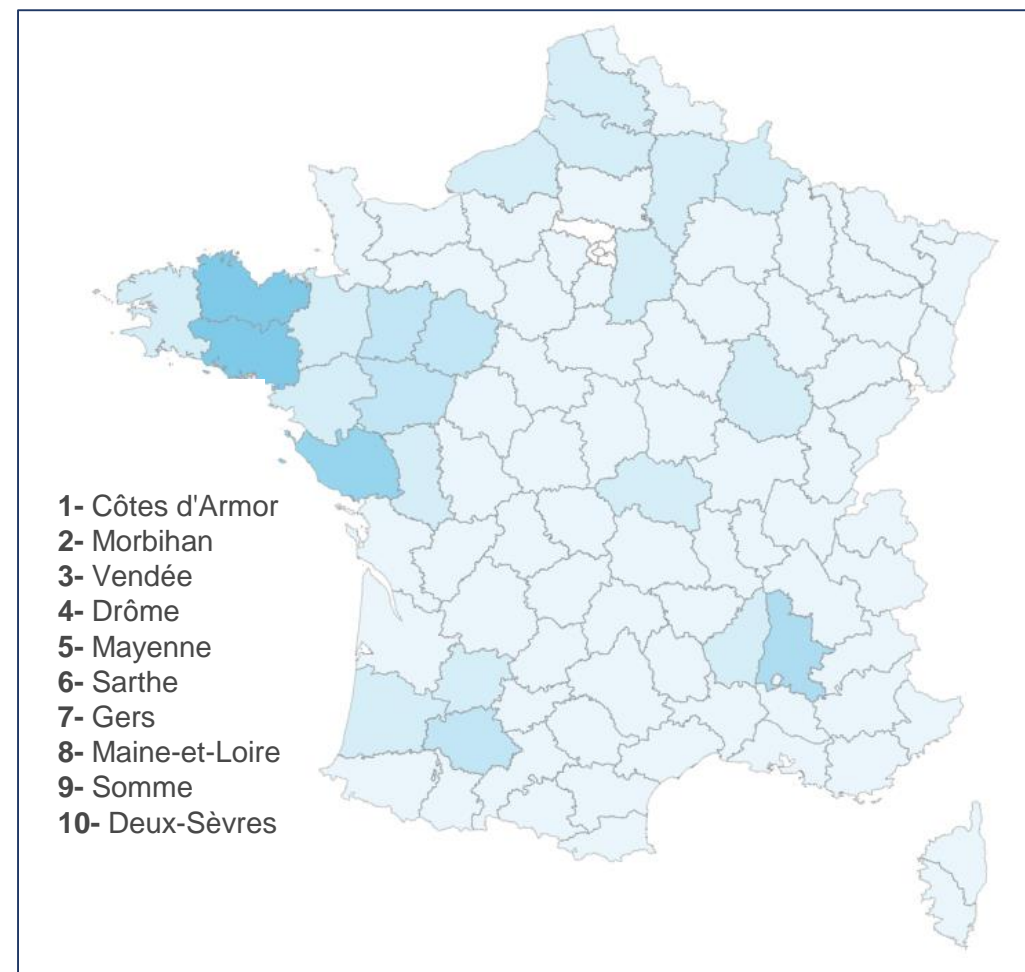 1- Côtes d'Armor
2- Morbihan
3- Vendée
4- Drôme
5- Mayenne
6- Sarthe
7- Gers
8- Maine-et-Loire
9- Somme
10- Deux-Sèvres